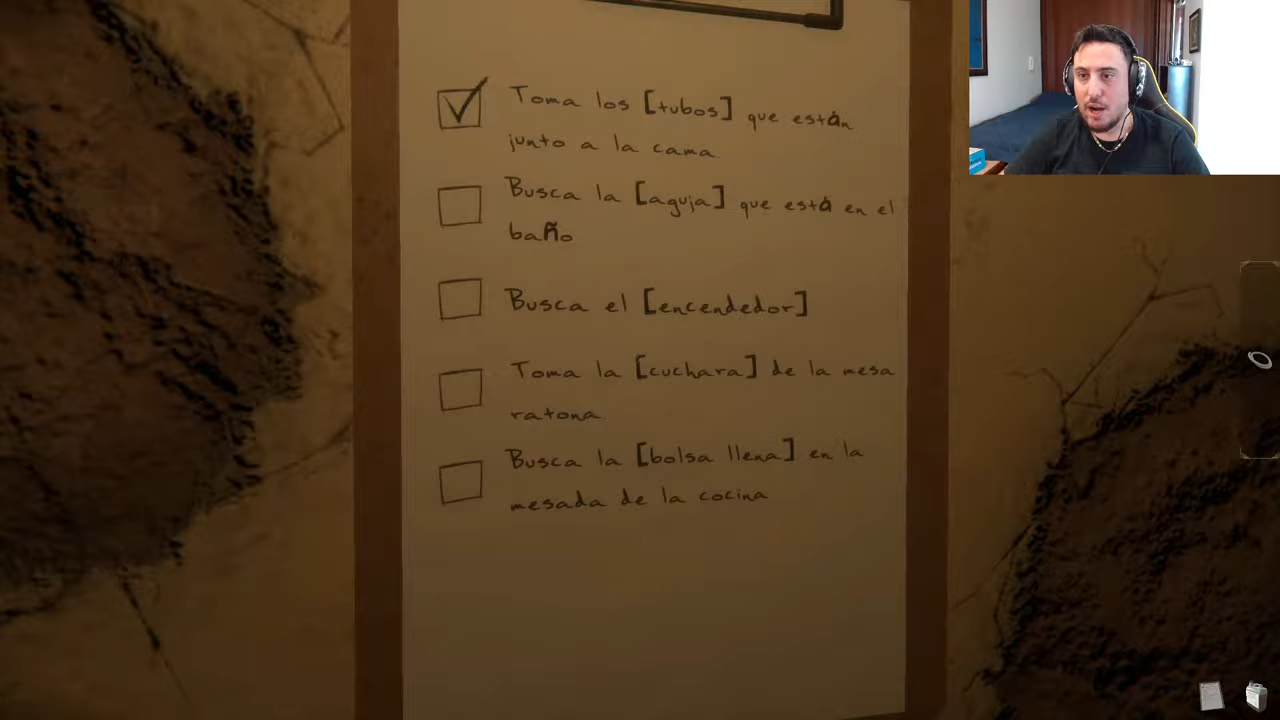 Toma los [tubos] que están
junto a la cama
Busca la [aguja] que está en el
baño
Busca el [encendedor]
Toma la [cuchara] de la mesa
ratona
Busca la [bolsa llena] en la
mesada de la cocina